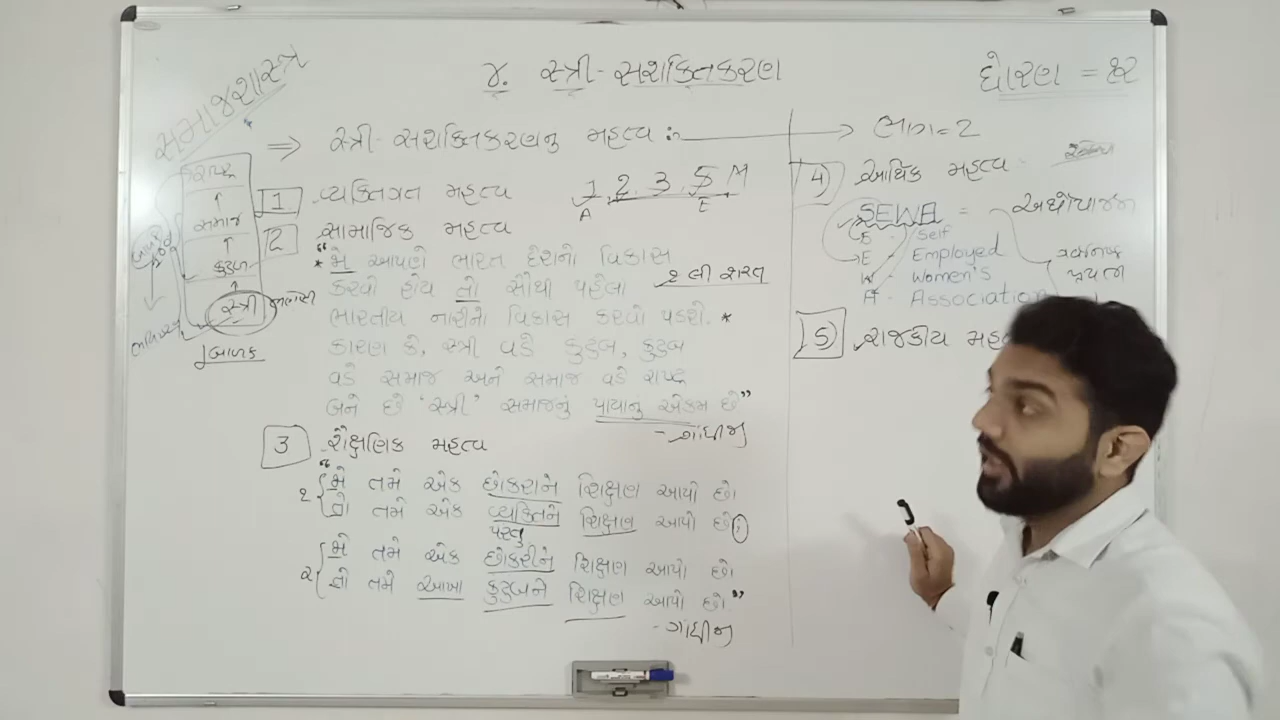 સમાજશાસ્ત્ર
૪. સ્ત્રી-સશક્તિકરણ
ધોરણ = ૧૨
⇒ સ્ત્રી-સશક્તિકરણનુ મહત્વ :-
ભાગ = 2
રાષ્ટ્ર
↑
સમાજ
↑
કુટુંબ
↑
સ્ત્રી
બાળક
1 વ્યક્તિગત મહત્વ
1, 2, 3, 5 M
A E
2 સામાજિક મહત્વ
“
* જો આપણે ભારત દેશનો વિકાસ
કરવો હોય તો સૌથી પહેલા
૧ લી શરત
ભારતીય નારીનો વિકાસ કરવો પડશે. *
કારણ કે, સ્ત્રી વડે કુટુંબ, કુટુંબ
વડે સમાજ અને સમાજ વડે રાષ્ટ્ર
બને છે ‘સ્ત્રી’ સમાજનું પાયાનું એકમ છે”
- ગાંધીજી
3 શૈક્ષણિક મહત્વ
“
૧ { જો તમે એક છોકરાને શિક્ષણ આપો છો
તો તમે એક વ્યક્તિને શિક્ષણ આપો છો ;
પરંતુ
૨ { જો તમે એક છોકરીને શિક્ષણ આપો છો
તો તમે આખા કુટુંબને શિક્ષણ આપો છો.”
- ગાંધીજી
4) આર્થિક મહત્વ
SEWA =
S - Self
E - Employed
W - Women's
A - Association
5) રાજકીય